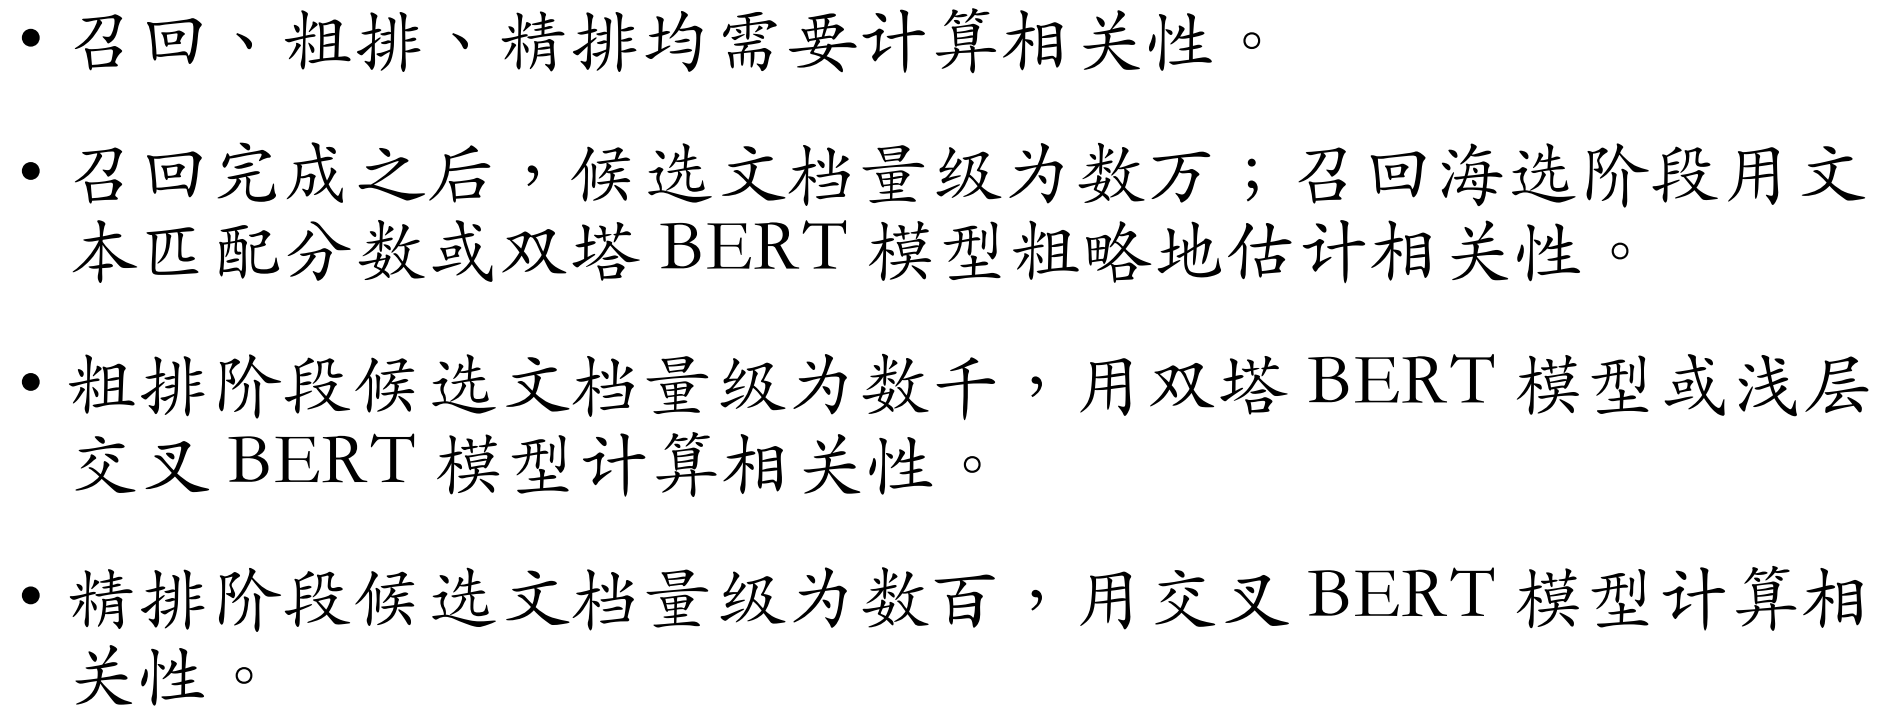 • 召回、粗排、精排均需要计算相关性。
• 召回完成之后，候选文档量级为数万；召回海选阶段用文
本匹配分数或双塔 BERT 模型粗略地估计相关性。
• 粗排阶段候选文档量级为数千，用双塔 BERT 模型或浅层
交叉 BERT 模型计算相关性。
• 精排阶段候选文档量级为数百，用交叉 BERT 模型计算相
关性。